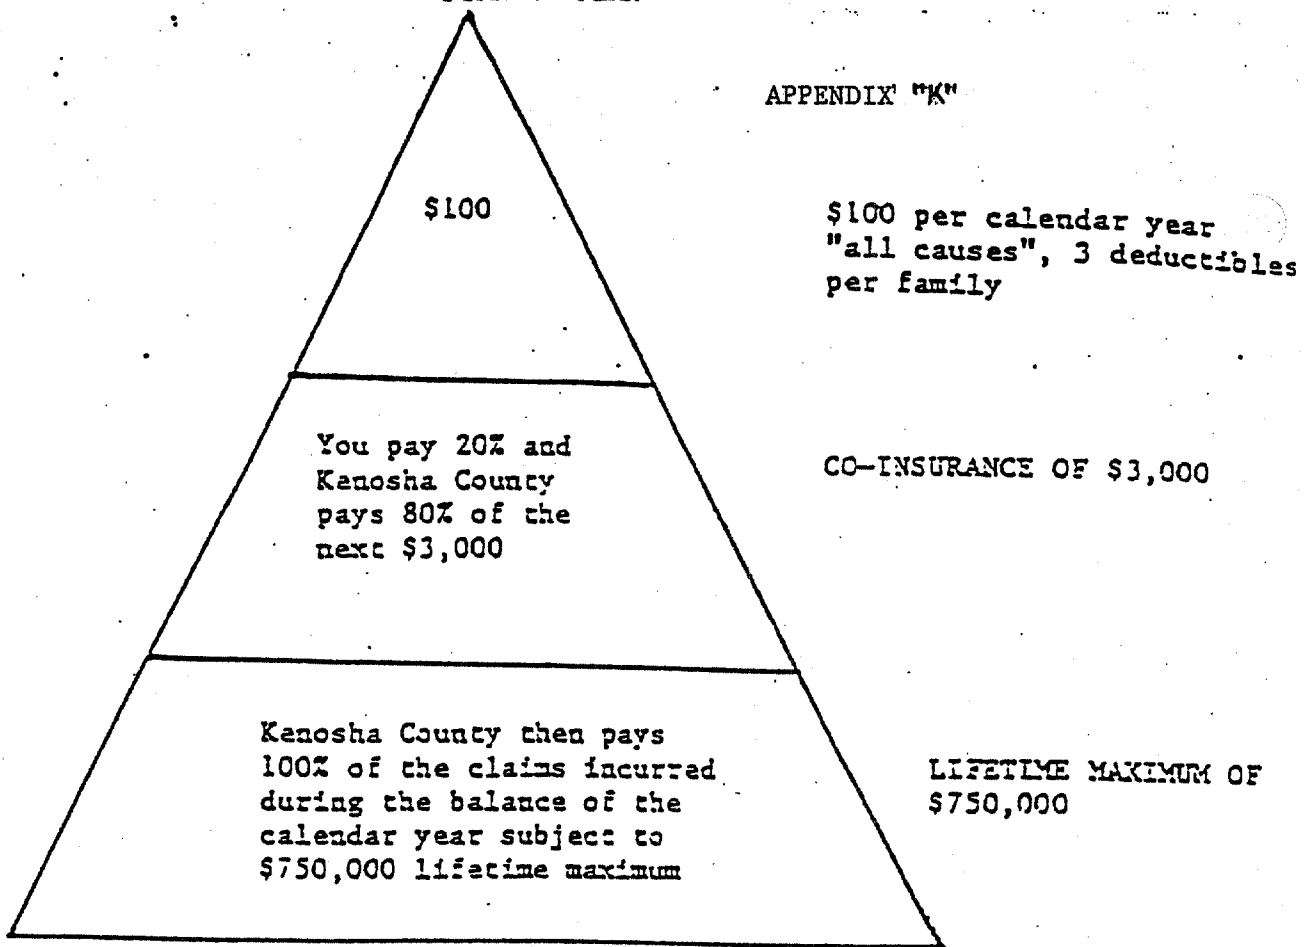 APPENDIX "K"
$100
$100 per calendar year
"all causes", 3 deductibles
per family
You pay 20% and
Kenosha County
pays 80% of the
next $3,000
CO-INSURANCE OF $3,000
Kenosha County then pays
100% of the claims incurred
during the balance of the
calendar year subject to
$750,000 lifetime maximum
LIFETIME MAXIMUM OF
$750,000